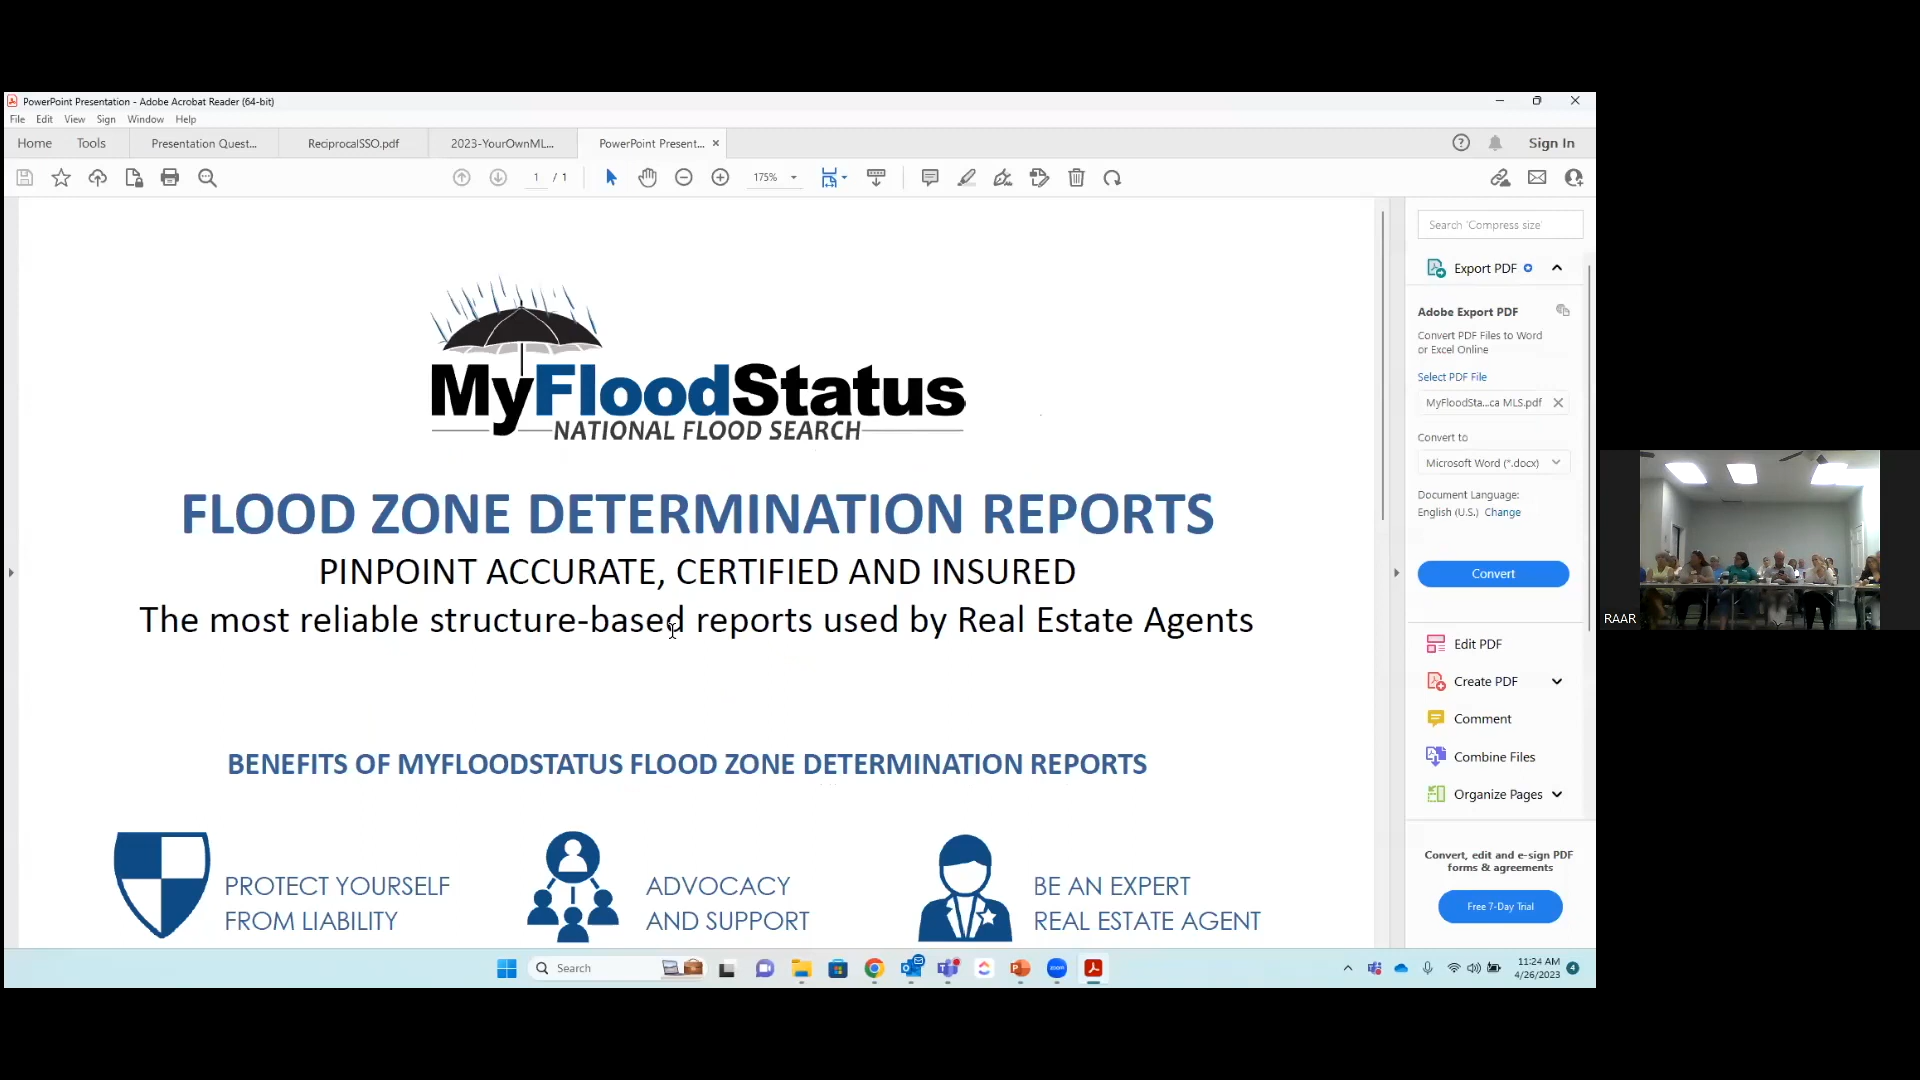 PowerPoint Presentation - Adobe Acrobat Reader (64-bit)
File Edit View Sign Window Help
Home Tools Presentation Quest... ReciprocalSSO.pdf 2023-YourOwnML... PowerPoint Present... Sign In
1 / 1 175%
MyFloodStatus
NATIONAL FLOOD SEARCH
FLOOD ZONE DETERMINATION REPORTS
PINPOINT ACCURATE, CERTIFIED AND INSURED
The most reliable structure-based reports used by Real Estate Agents
BENEFITS OF MYFLOODSTATUS FLOOD ZONE DETERMINATION REPORTS
PROTECT YOURSELF
FROM LIABILITY
ADVOCACY
AND SUPPORT
BE AN EXPERT
REAL ESTATE AGENT
Search 'Compress size'
Export PDF
Adobe Export PDF
Convert PDF Files to Word
or Excel Online
Select PDF File
MyFloodSta...ca MLS.pdf
Convert to
Microsoft Word (*.docx)
Document Language:
English (U.S.) Change
Convert
Edit PDF
Create PDF
Comment
Combine Files
Organize Pages
Convert, edit and e-sign PDF
forms & agreements
Free 7-Day Trial
RAAR
Search
zoom
11:24 AM
4/26/2023
4